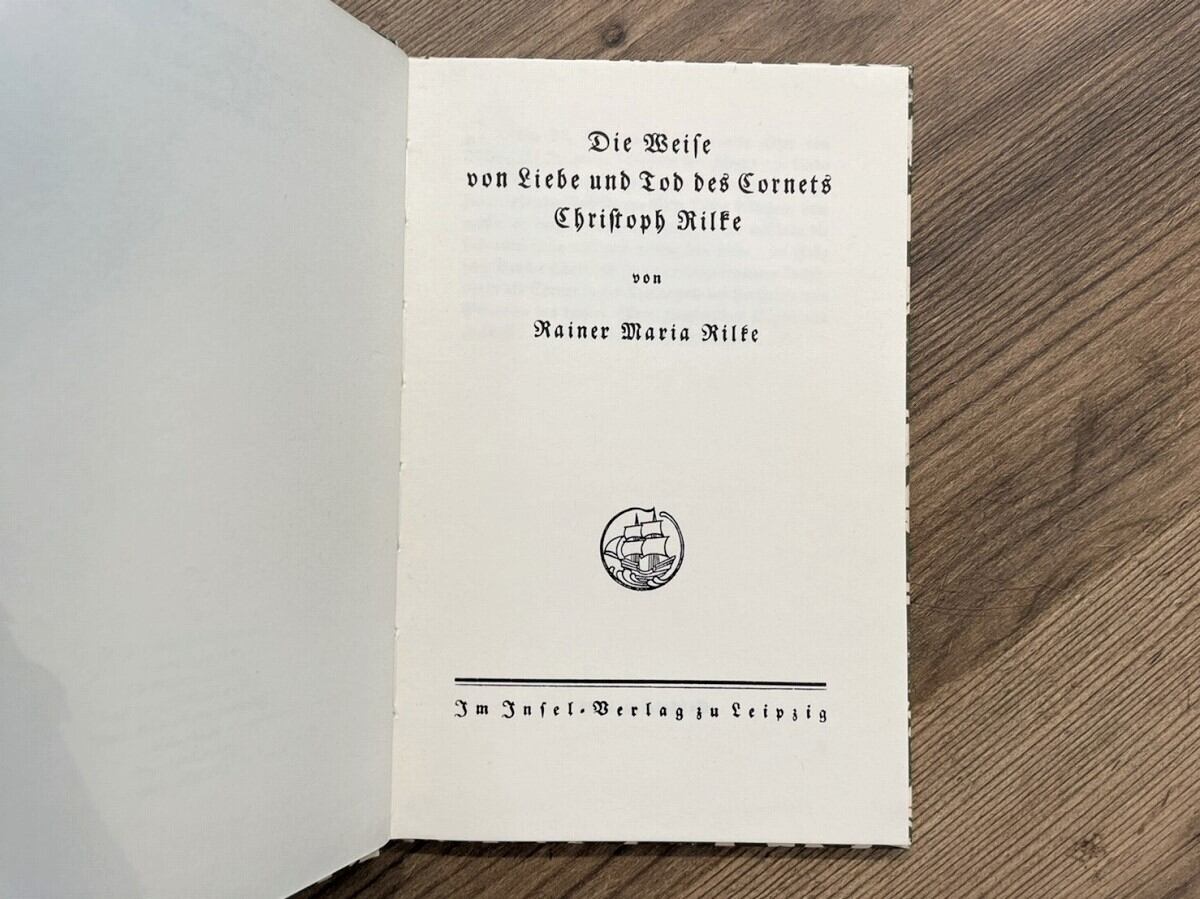 Die Weiſe
von Liebe und Tod des Cornets
Chriſtoph Rilke
von
Rainer Maria Rilke
Im Inſel-Verlag zu Leipzig